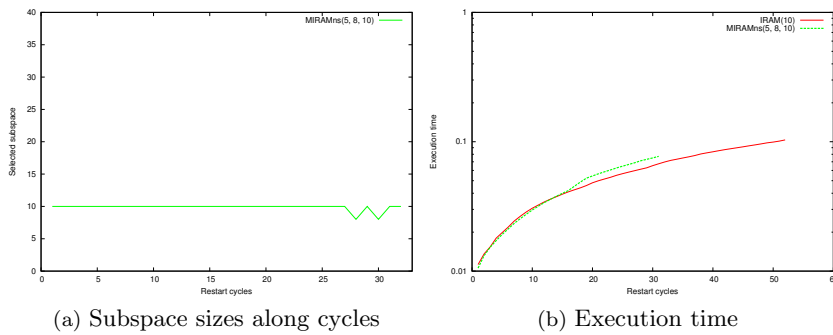 40
35
30
25
20
15
10
5
0
Selected subspace
MIRAMns(5, 8, 10)
0 5 10 15 20 25 30
Restart cycles
(a) Subspace sizes along cycles
1
0.1
0.01
Execution time
IRAM(10)
MIRAMns(5, 8, 10)
0 10 20 30 40 50 60
Restart cycles
(b) Execution time